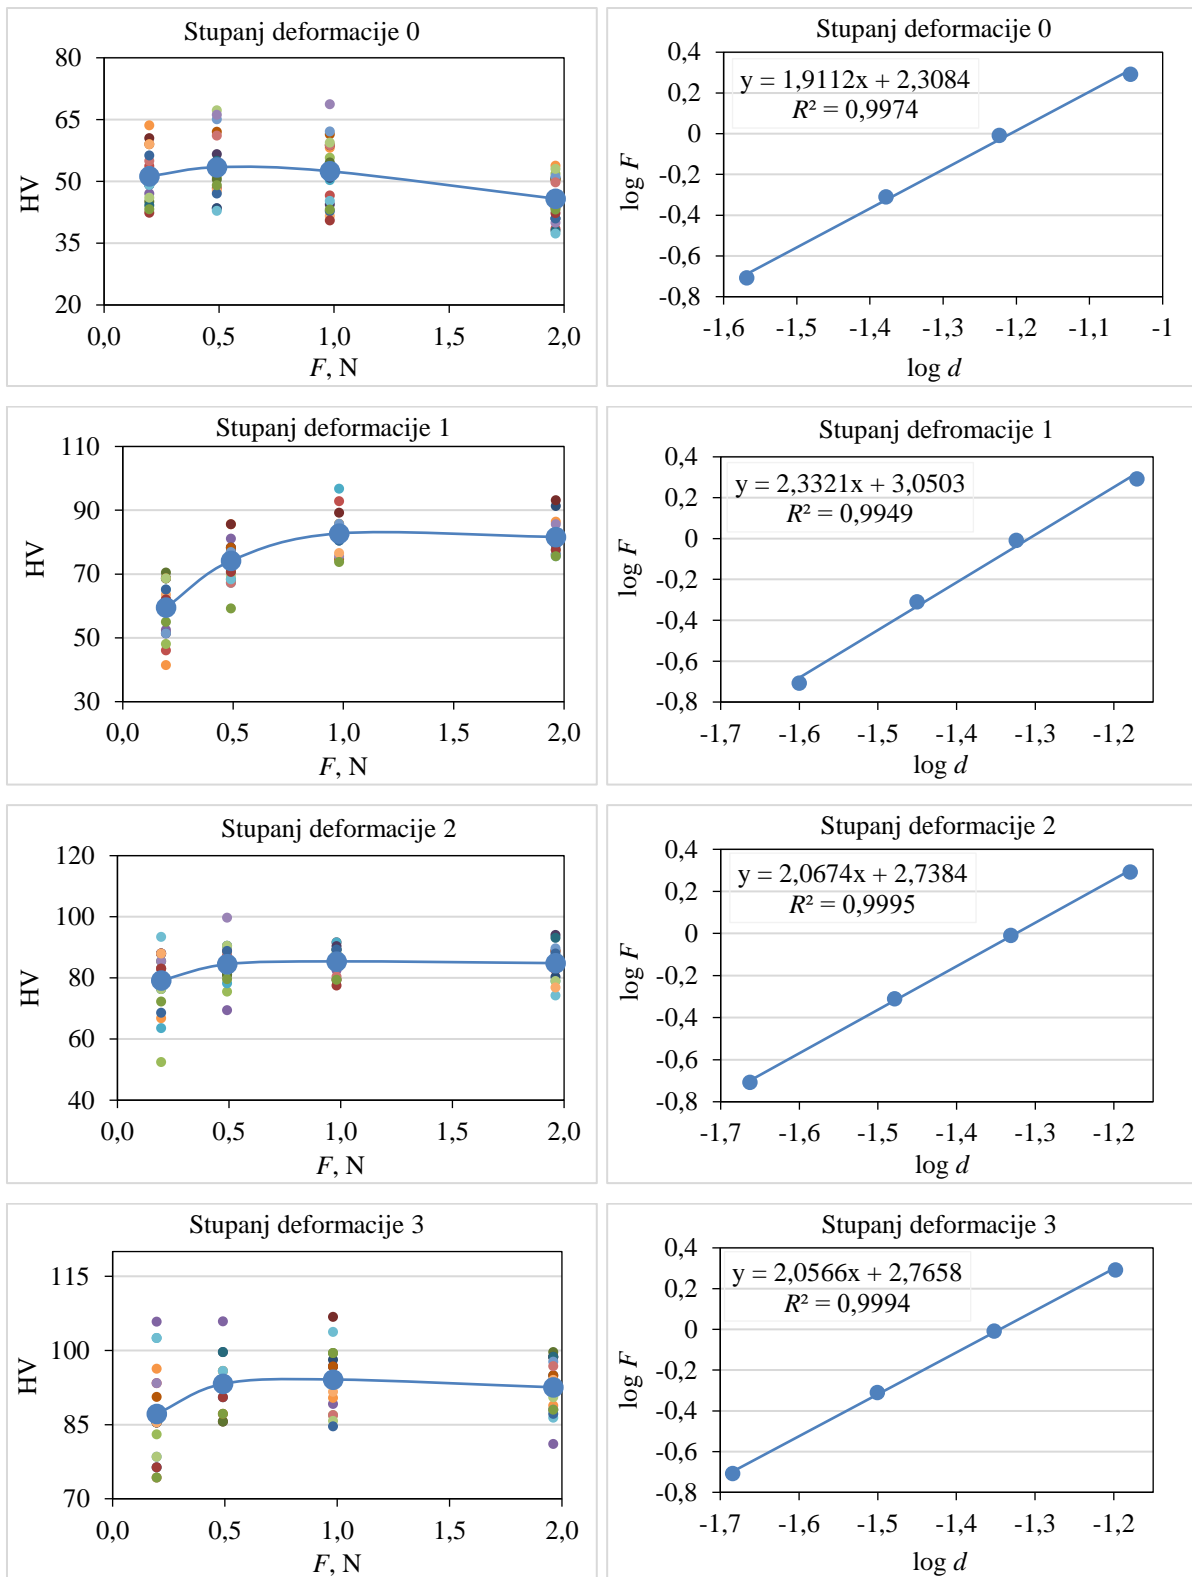 Stupanj deformacije 0
80
65
50
35
20
HV
0,0 0,5 1,0 1,5 2,0
F, N
Stupanj deformacije 0
0,4
0,2
0
-0,2
-0,4
-0,6
-0,8
log F
y = 1,9112x + 2,3084
R² = 0,9974
-1,6 -1,5 -1,4 -1,3 -1,2 -1,1 -1
log d
Stupanj deformacije 1
110
90
70
50
30
HV
0,0 0,5 1,0 1,5 2,0
F, N
Stupanj defromacije 1
0,4
0,2
0
-0,2
-0,4
-0,6
-0,8
log F
y = 2,3321x + 3,0503
R² = 0,9949
-1,7 -1,6 -1,5 -1,4 -1,3 -1,2
log d
Stupanj deformacije 2
120
100
80
60
40
HV
0,0 0,5 1,0 1,5 2,0
F, N
Stupanj deformacije 2
0,4
0,2
0
-0,2
-0,4
-0,6
-0,8
log F
y = 2,0674x + 2,7384
R² = 0,9995
-1,7 -1,6 -1,5 -1,4 -1,3 -1,2
log d
Stupanj deformacije 3
115
100
85
70
HV
0,0 0,5 1,0 1,5 2,0
F, N
Stupanj deformacije 3
0,4
0,2
0
-0,2
-0,4
-0,6
-0,8
log F
y = 2,0566x + 2,7658
R² = 0,9994
-1,7 -1,6 -1,5 -1,4 -1,3 -1,2
log d